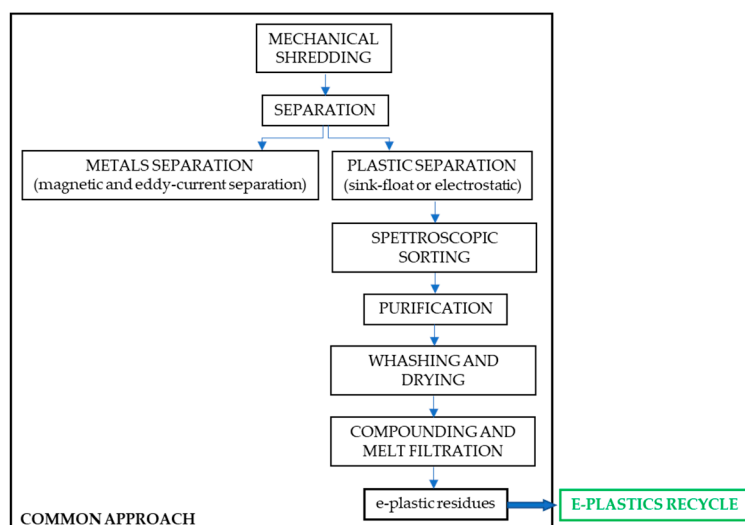 MECHANICAL
SHREDDING
SEPARATION
METALS SEPARATION
(magnetic and eddy-current separation)
PLASTIC SEPARATION
(sink-float or electrostatic)
SPETTROSCOPIC
SORTING
PURIFICATION
WHASHING AND
DRYING
COMPOUNDING AND
MELT FILTRATION
e-plastic residues
E-PLASTICS RECYCLE
COMMON APPROACH